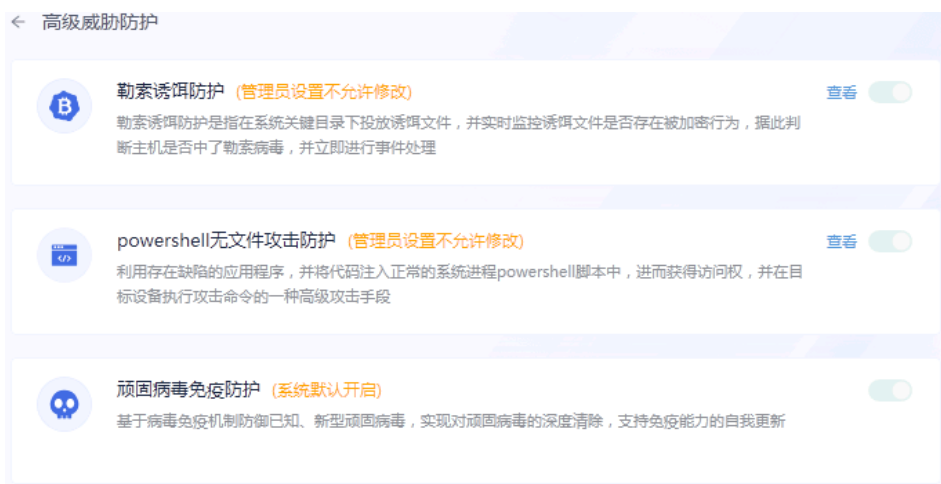 高级威胁防护
勒索诱饵防护 (管理员设置不允许修改) 查看
勒索诱饵防护是指在系统关键目录下投放诱饵文件，并实时监控诱饵文件是否存在被加密行为，据此判
断主机是否中了勒索病毒，并立即进行事件处理
powershell无文件攻击防护 (管理员设置不允许修改) 查看
利用存在缺陷的应用程序，并将代码注入正常的系统进程powershell脚本中，进而获得访问权，并在目
标设备执行攻击命令的一种高级攻击手段
顽固病毒免疫防护 (系统默认开启)
基于病毒免疫机制防御已知、新型顽固病毒，实现对顽固病毒的深度清除，支持免疫能力的自我更新